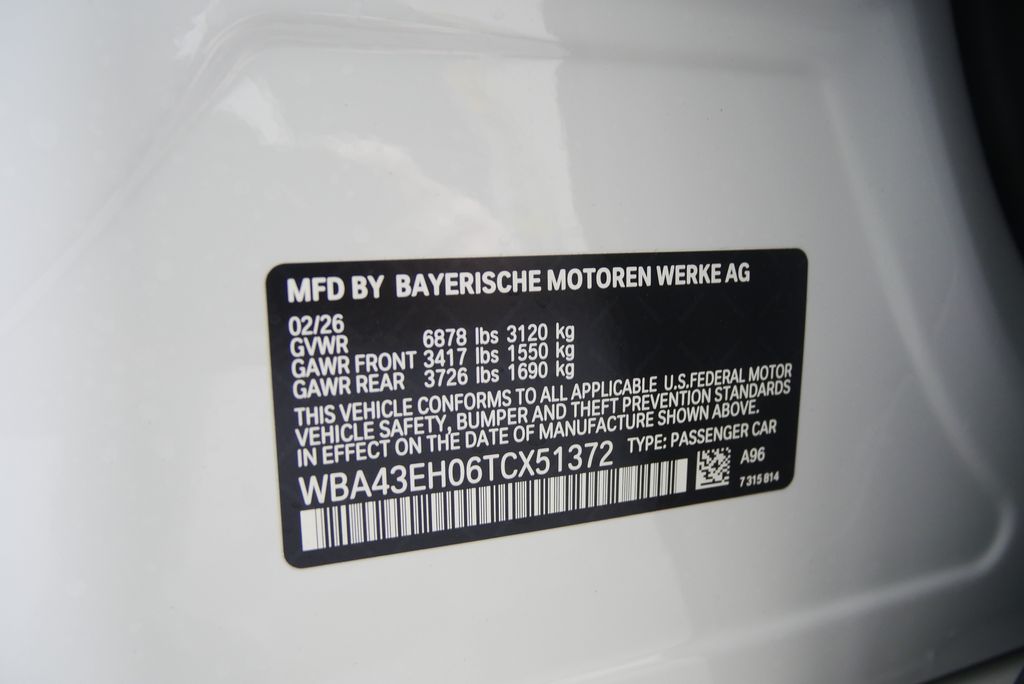 MFD BY BAYERISCHE MOTOREN WERKE AG
02/26
GVWR 6878 lbs 3120 kg
GAWR FRONT 3417 lbs 1550 kg
GAWR REAR 3726 lbs 1690 kg
THIS VEHICLE CONFORMS TO ALL APPLICABLE U.S.FEDERAL MOTOR
VEHICLE SAFETY, BUMPER AND THEFT PREVENTION STANDARDS
IN EFFECT ON THE DATE OF MANUFACTURE SHOWN ABOVE.
WBA43EH06TCX51372 TYPE: PASSENGER CAR
A96
7 315 814